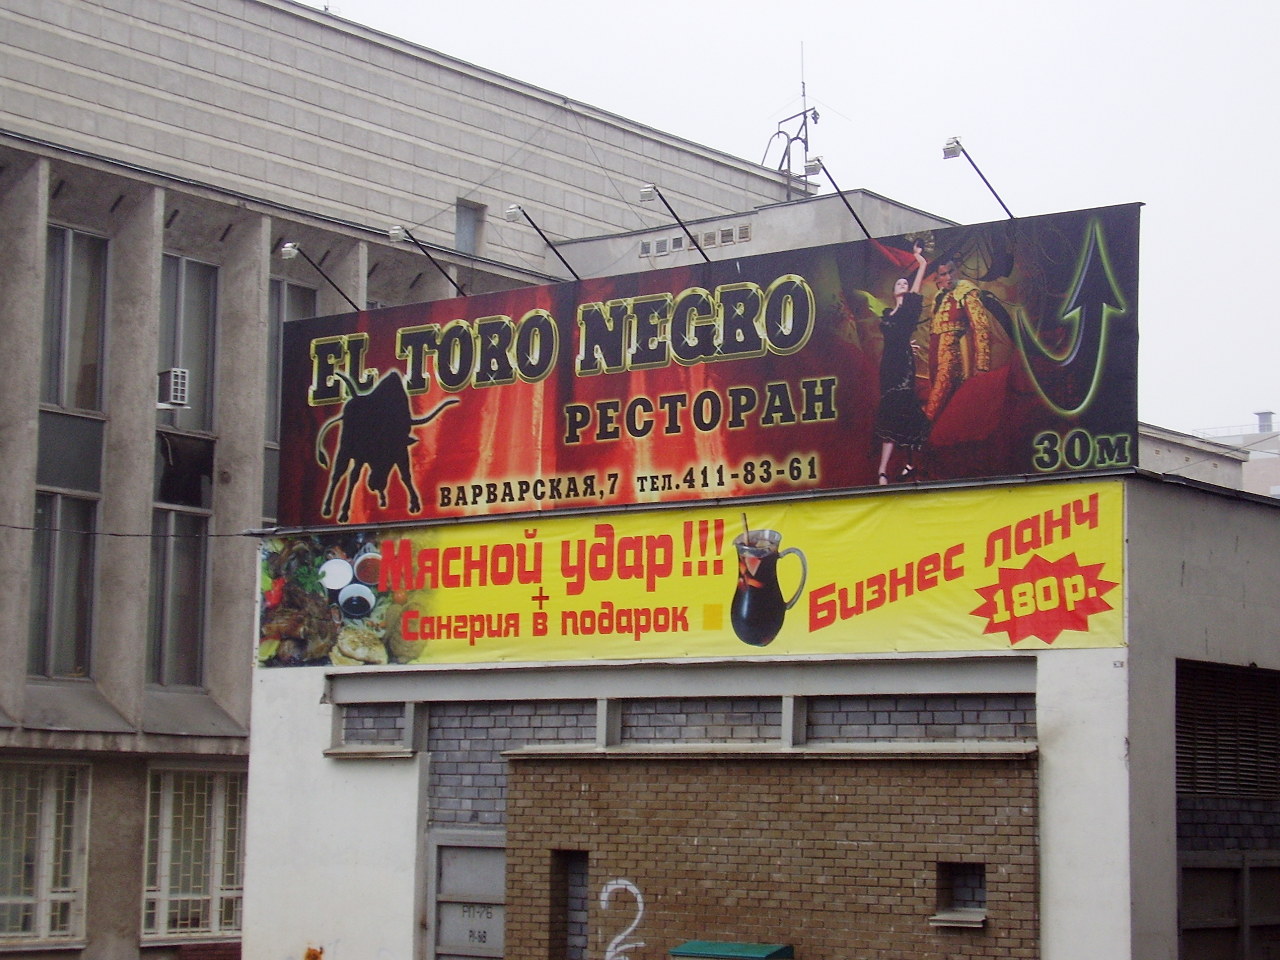 EL TORO NEGRO
РЕСТОРАН
ВАРВАРСКАЯ,7 ТЕЛ.411-83-61
30м
Мясной удар!!!
+
Сангрия в подарок
Бизнес ланч
180р.
2